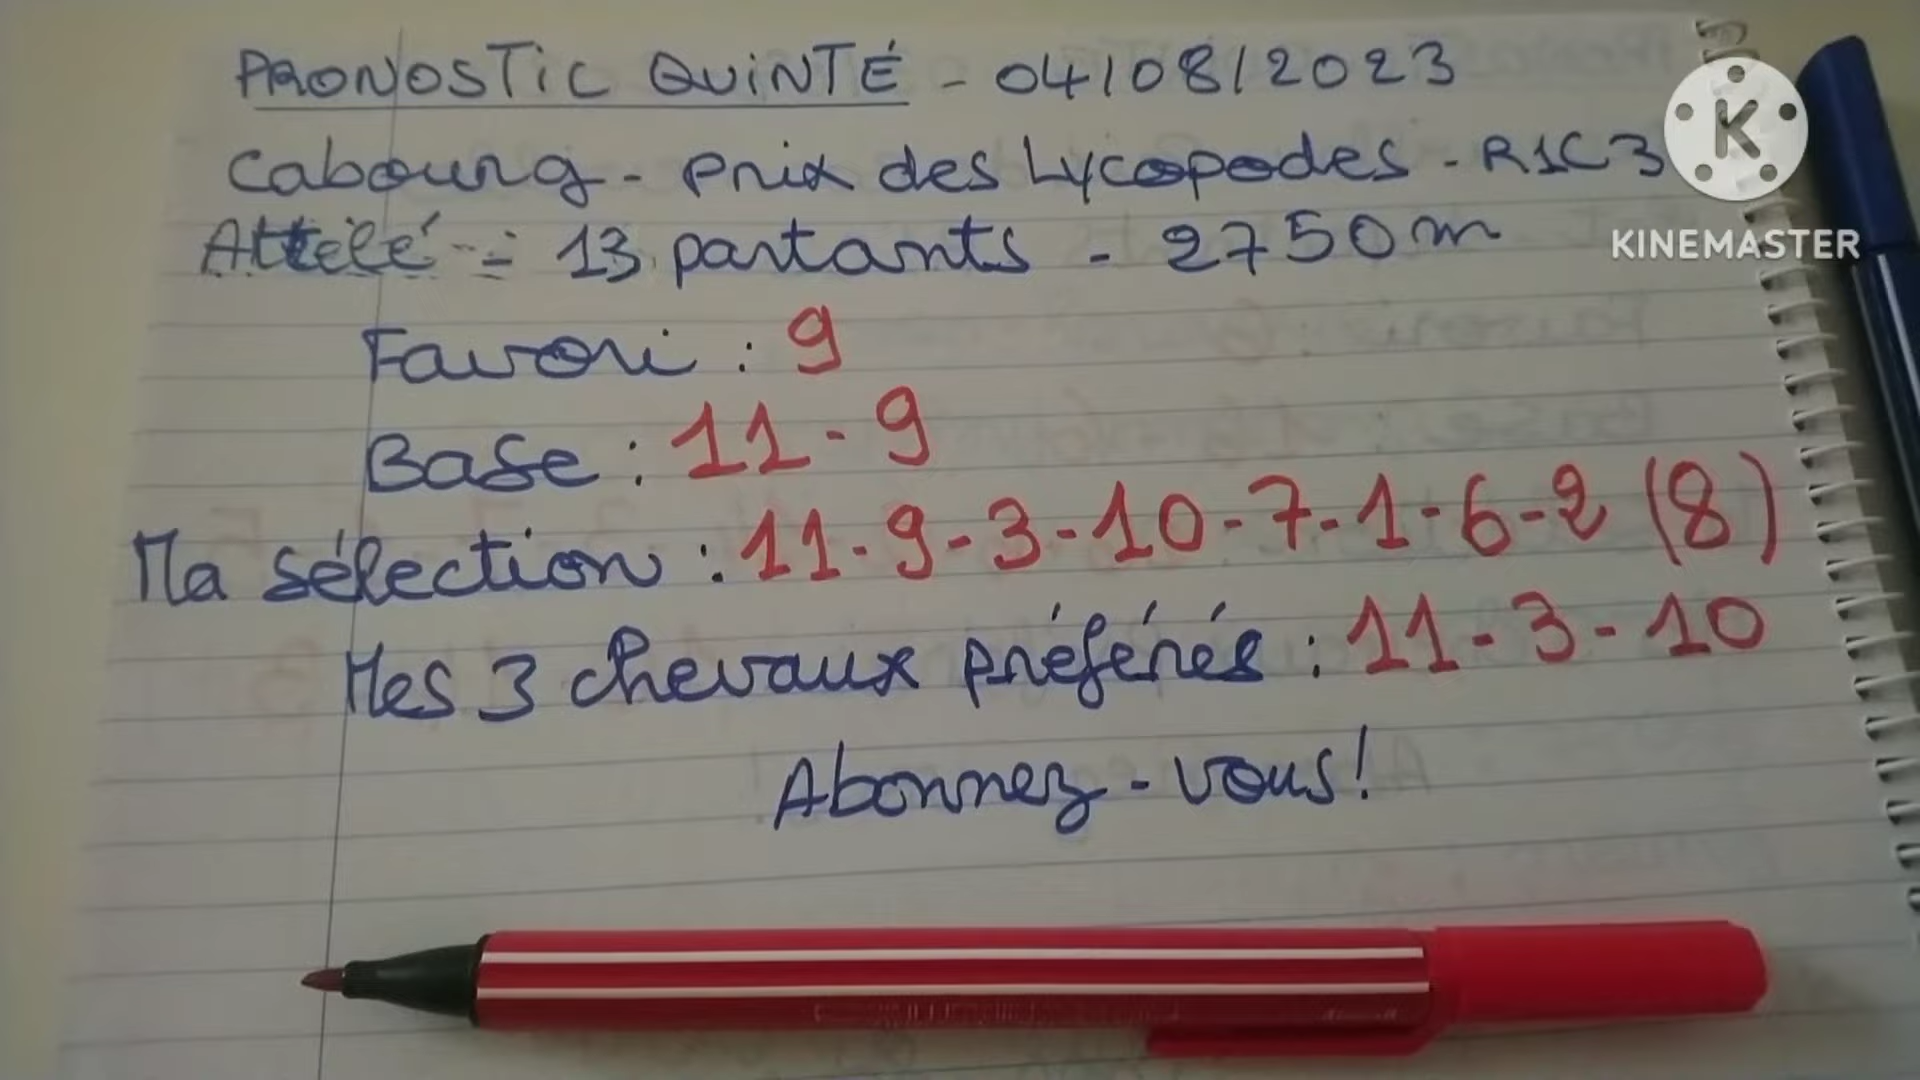 PRONOSTIC QUINTÉ - 04/08/2023
Cabourg - Prix des Lycopodes - R1C3
Attelé - 13 partants - 2750m
Favori : 9
Base : 11 - 9
Ma sélection : 11 - 9 - 3 - 10 - 7 - 1 - 6 - 2 (8)
Mes 3 chevaux préférés : 11 - 3 - 10
Abonnez-vous!
K
KINEMASTER